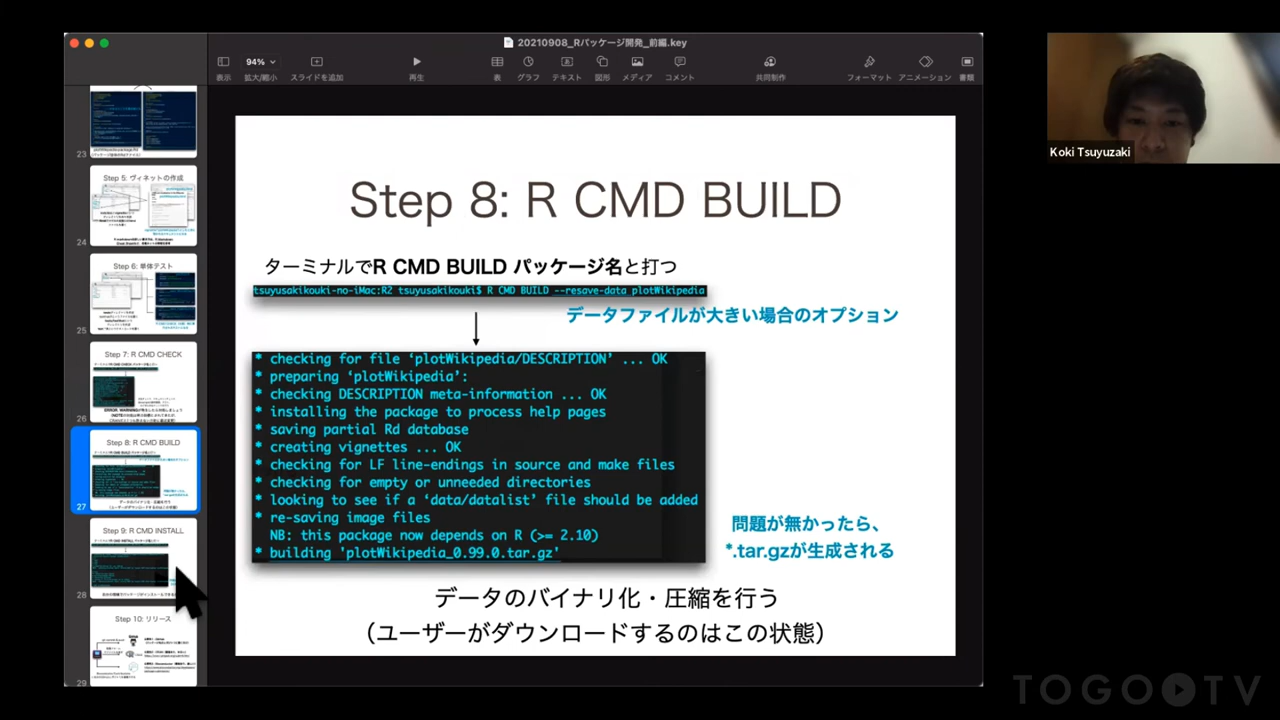 20210908_Rパッケージ開発_前編.key
94%
表示
拡大/縮小
スライドを追加
再生
表
グラフ
テキスト
図形
メディア
コメント
共同制作
フォーマット
アニメーション
書類
23
Step 5: ヴィネットの作成
24
Step 6: 単体テスト
25
Step 7: R CMD CHECK
26
Step 8: R CMD BUILD
27
Step 9: R CMD INSTALL
28
Step 10: リリース
29
Step 8: R CMD BUILD
ターミナルでR CMD BUILD パッケージ名と打つ
tsuyusakikouki-no-iMac:RZ tsuyusakikouki$ R CMD BUILD --resave-data plotWikipedia
データファイルが大きい場合のオプション
* checking for file ‘plotWikipedia/DESCRIPTION’ ... OK
* preparing ‘plotWikipedia’:
* checking DESCRIPTION meta-information ... OK
* installing the package to process help pages
* saving partial Rd database
* creating vignettes ... OK
* checking for LF line-endings in source and make files
* checking for empty or unneeded directories
* looking to see if a ‘data/datalist’ file should be added
* re-saving image files
NB: this package now depends on R (>= 2.10)
* building 'plotWikipedia_0.99.0.tar.gz'
問題が無かったら、
*.tar.gzが生成される
データのバイナリ化・圧縮を行う
（ユーザーがダウンロードするのはこの状態）
Koki Tsuyuzaki
TOGO TV